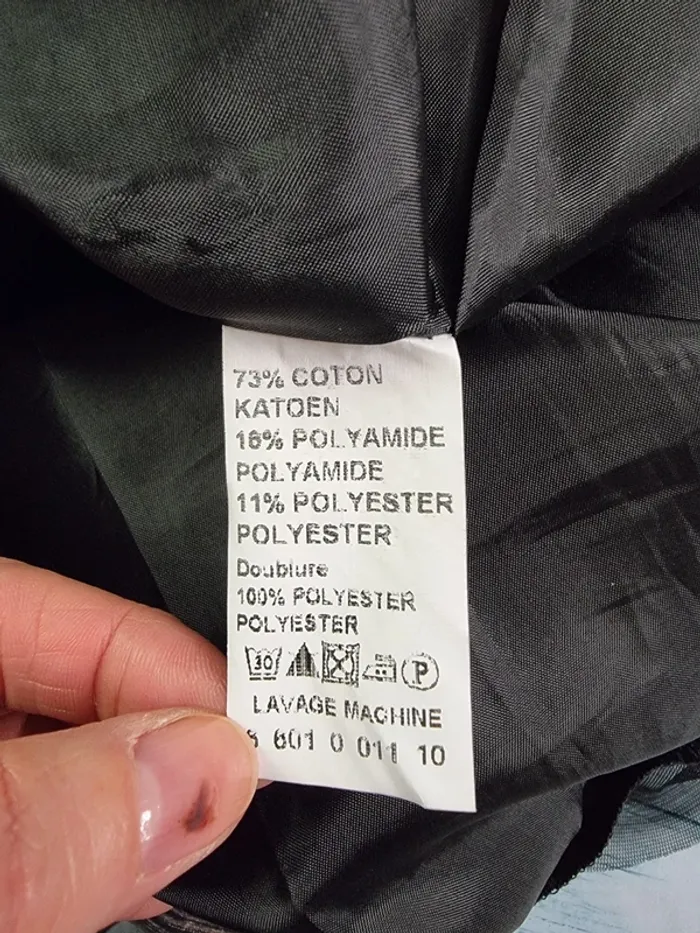 73% COTON
KATOEN
16% POLYAMIDE
POLYAMIDE
11% POLYESTER
POLYESTER
Doublure
100% POLYESTER
POLYESTER
30 P
LAVAGE MACHINE
601 0 011 10